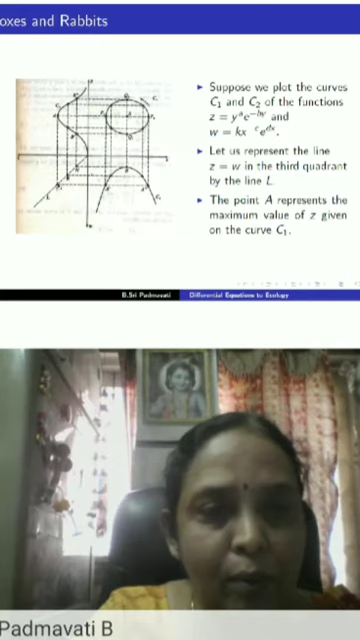 oxes and Rabbits
▸ Suppose we plot the curves
C₁ and C₂ of the functions
z = yᵃe⁻ᵇʸ and
w = kx⁻ᶜeᵈˣ.
▸ Let us represent the line
z = w in the third quadrant
by the line L.
▸ The point A represents the
maximum value of z given
on the curve C₁.
B.Sri Padmavati Differential Equations to Ecology
Padmavati B